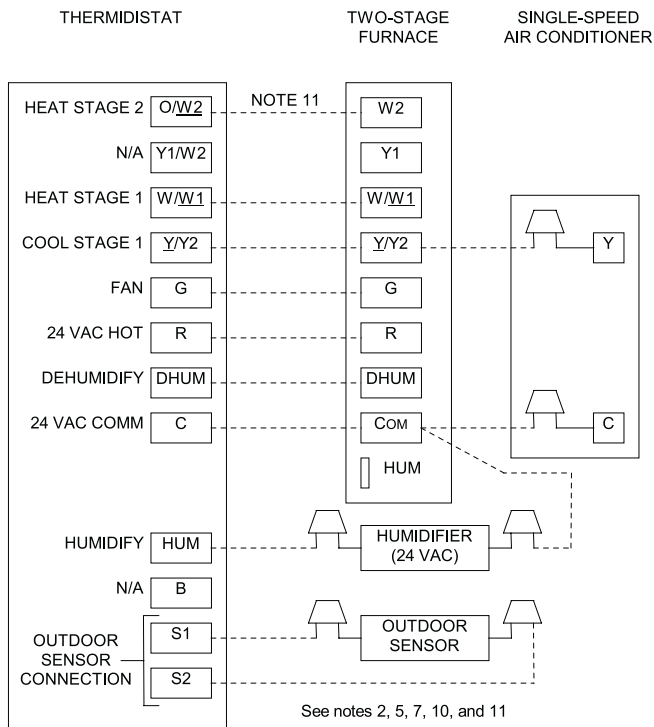 THERMIDISTAT
TWO-STAGE
FURNACE
SINGLE-SPEED
AIR CONDITIONER
HEAT STAGE 2 O/W2 NOTE 11 W2
N/A Y1/W2 Y1
HEAT STAGE 1 W/W1 W/W1
COOL STAGE 1 Y/Y2 Y/Y2 Y
FAN G G
24 VAC HOT R R
DEHUMIDIFY DHUM DHUM
24 VAC COMM C COM C
HUM
HUMIDIFY HUM HUMIDIFIER
(24 VAC)
N/A B
S1 OUTDOOR
SENSOR
OUTDOOR
SENSOR
CONNECTION
S2
See notes 2, 5, 7, 10, and 11